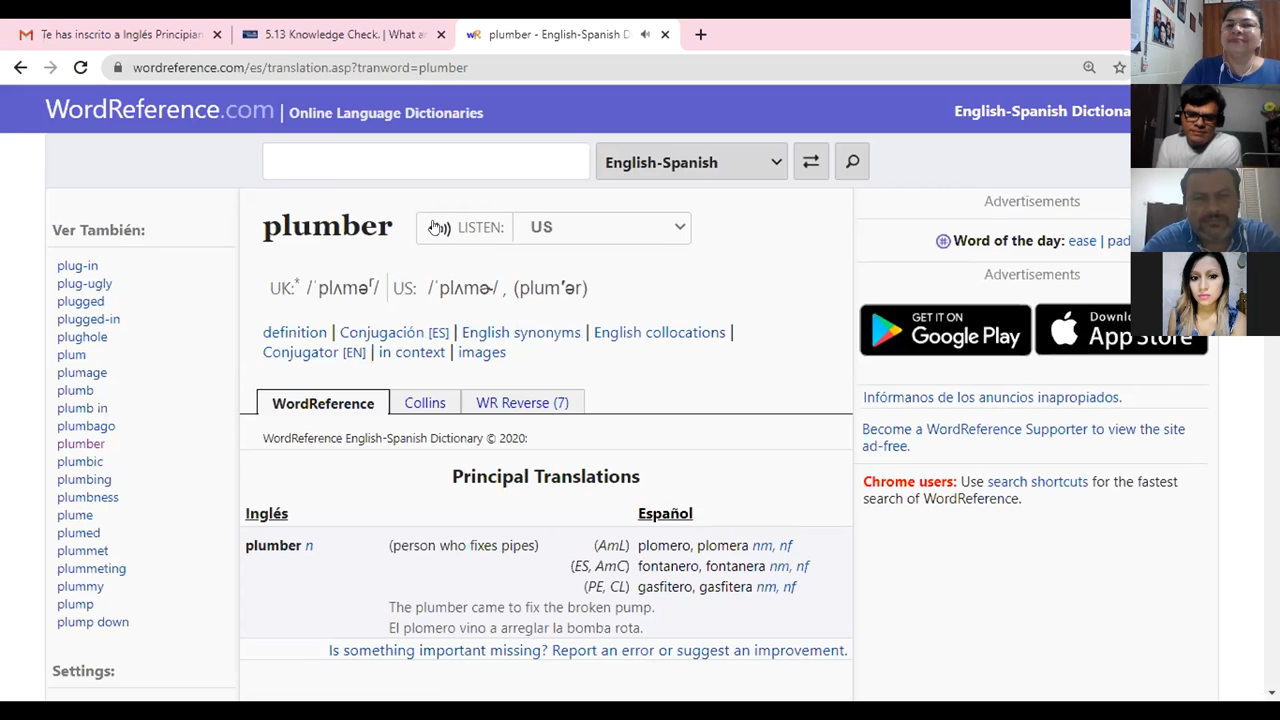 Te has inscrito a Inglés Principian
5.13 Knowledge Check. | What a
plumber - English-Spanish D
wordreference.com/es/translation.asp?tranword=plumber
WordReference.com | Online Language Dictionaries
English-Spanish Dictiona
English-Spanish
Ver También:
plug-in
plug-ugly
plugged
plugged-in
plughole
plum
plumage
plumb
plumb in
plumbago
plumber
plumbic
plumbing
plumbness
plume
plumed
plummet
plummeting
plummy
plump
plump down
Settings:
plumber
LISTEN:
US
UK:* /ˈplʌməʳ/ US: /ˈplʌmɚ/ , (plum′ər)
definition | Conjugación [ES] | English synonyms | English collocations |
Conjugator [EN] | in context | images
WordReference
Collins
WR Reverse (7)
WordReference English-Spanish Dictionary © 2020:
Principal Translations
Inglés Español
plumber n (person who fixes pipes) (AmL) plomero, plomera nm, nf
(ES, AmC) fontanero, fontanera nm, nf
(PE, CL) gasfitero, gasfitera nm, nf
The plumber came to fix the broken pump.
El plomero vino a arreglar la bomba rota.
Is something important missing? Report an error or suggest an improvement.
Advertisements
Word of the day: ease | pad
Advertisements
GET IT ON
Google Play
Downl
App Store
Infórmanos de los anuncios inapropiados.
Become a WordReference Supporter to view the site
ad-free.
Chrome users: Use search shortcuts for the fastest
search of WordReference.